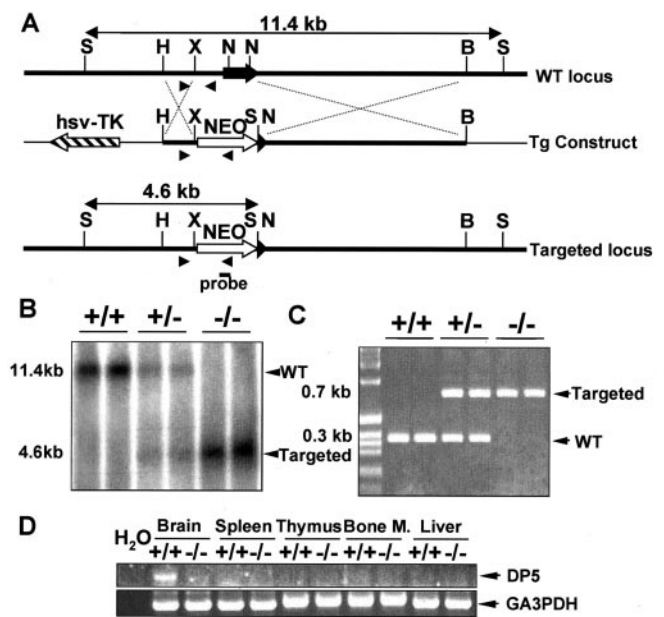 A
11.4 kb
S H X N N B S
WT locus
hsv-TK
H X NEO S N B
Tg Construct
4.6 kb
S H X NEO S N B S
Targeted locus
probe
B
+/+ +/- -/-
11.4kb
WT
4.6kb
Targeted
C
+/+ +/- -/-
0.7 kb
Targeted
0.3 kb
WT
D
H2O Brain Spleen Thymus Bone M. Liver
+/+ -/- +/+ -/- +/+ -/- +/+ -/- +/+ -/-
DP5
GA3PDH